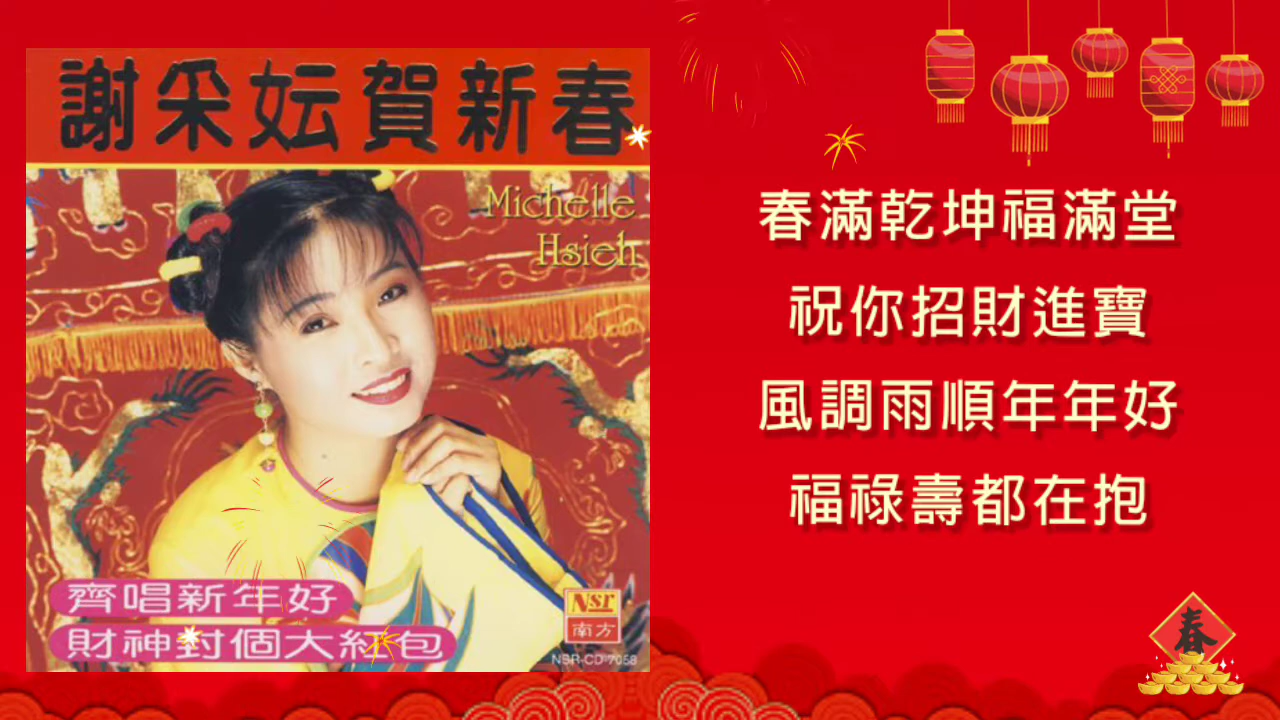 謝采妘賀新春
Michelle
Hsieh
齊唱新年好
財神封個大紅包
NSR
南方
NSR-CD 7058
春滿乾坤福滿堂
祝你招財進寶
風調雨順年年好
福祿壽都在抱
春